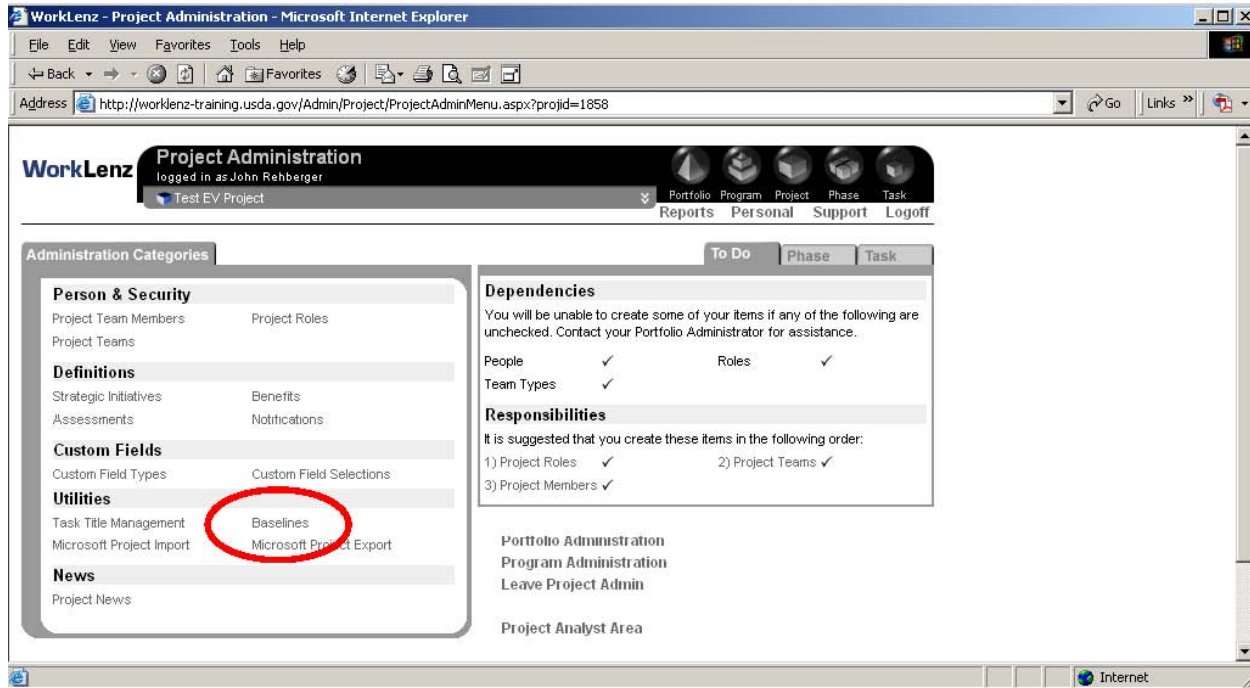 WorkLenz - Project Administration - Microsoft Internet Explorer
File Edit View Favorites Tools Help
Back Favorites
Address http://worklenz-training.usda.gov/Admin/Project/ProjectAdminMenu.aspx?projid=1858 Go Links »
WorkLenz
Project Administration
logged in as John Rehberger
Test EV Project
Portfolio Program Project Phase Task
Reports Personal Support Logoff
Administration Categories
Person & Security
Project Team Members Project Roles
Project Teams
Definitions
Strategic Initiatives Benefits
Assessments Notifications
Custom Fields
Custom Field Types Custom Field Selections
Utilities
Task Title Management Baselines
Microsoft Project Import Microsoft Project Export
News
Project News
To Do Phase Task
Dependencies
You will be unable to create some of your items if any of the following are
unchecked. Contact your Portfolio Administrator for assistance.
People ✓ Roles ✓
Team Types ✓
Responsibilities
It is suggested that you create these items in the following order:
1) Project Roles ✓ 2) Project Teams ✓
3) Project Members ✓
Portfolio Administration
Program Administration
Leave Project Admin
Project Analyst Area
Internet